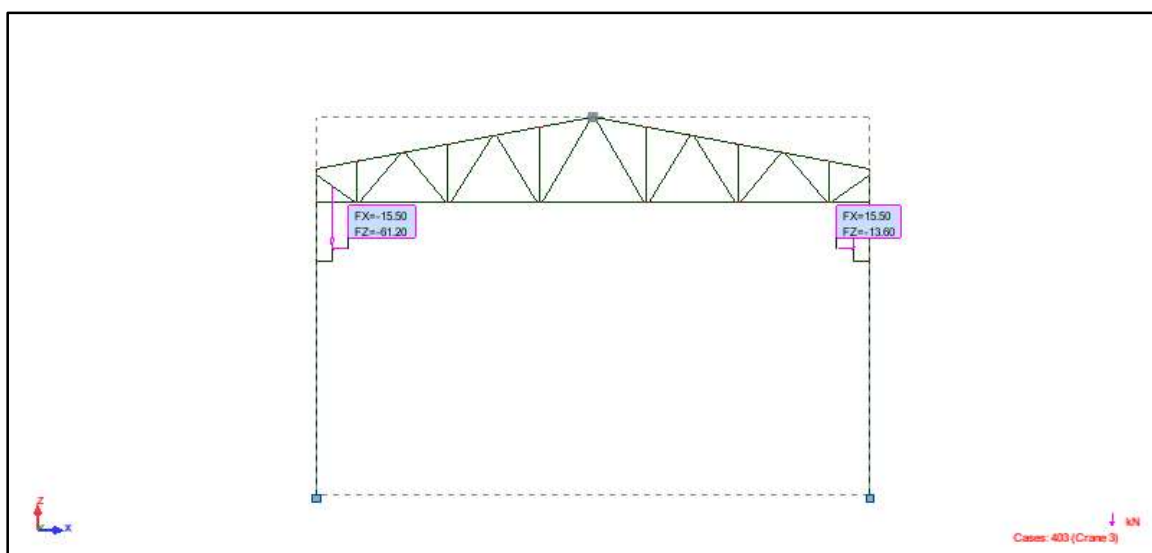 FX=-15.50
FZ=-61.20
FX=15.50
FZ=-13.60
Z
X
kN
Cases: 403 (Crane 3)